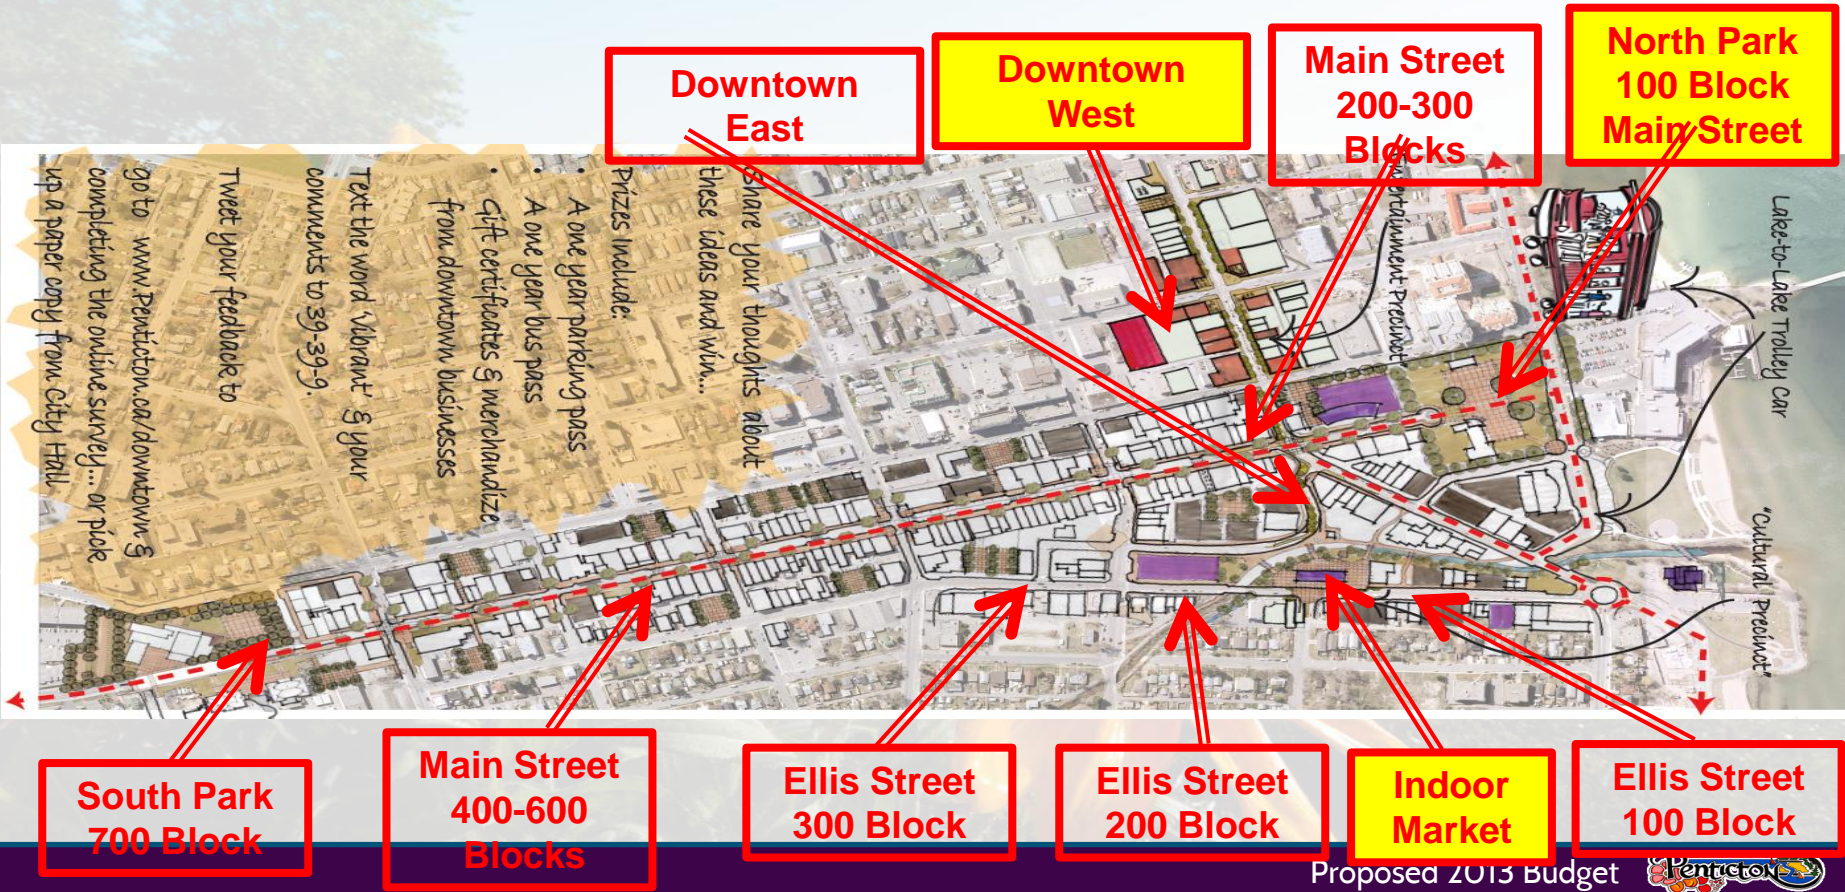 Downtown
East
Downtown
West
Main Street
200-300
Blocks
North Park
100 Block
Main Street
Share your thoughts about
these ideas and win...
Prizes Include:
• A one year parking pass
• A one year bus pass
• Gift certificates & merchandize
from downtown businesses
Text the word 'vibrant' & your
comments to 39-39-9.
Tweet your feedback to
go to www.Penticton.ca/downtown &
completing the online survey... or pick
up a paper copy from City Hall
"Entertainment Precinct"
Lake-to-Lake Trolley Car
"Cultural Precinct"
South Park
700 Block
Main Street
400-600
Blocks
Ellis Street
300 Block
Ellis Street
200 Block
Indoor
Market
Ellis Street
100 Block
Proposed 2013 Budget
Penticton